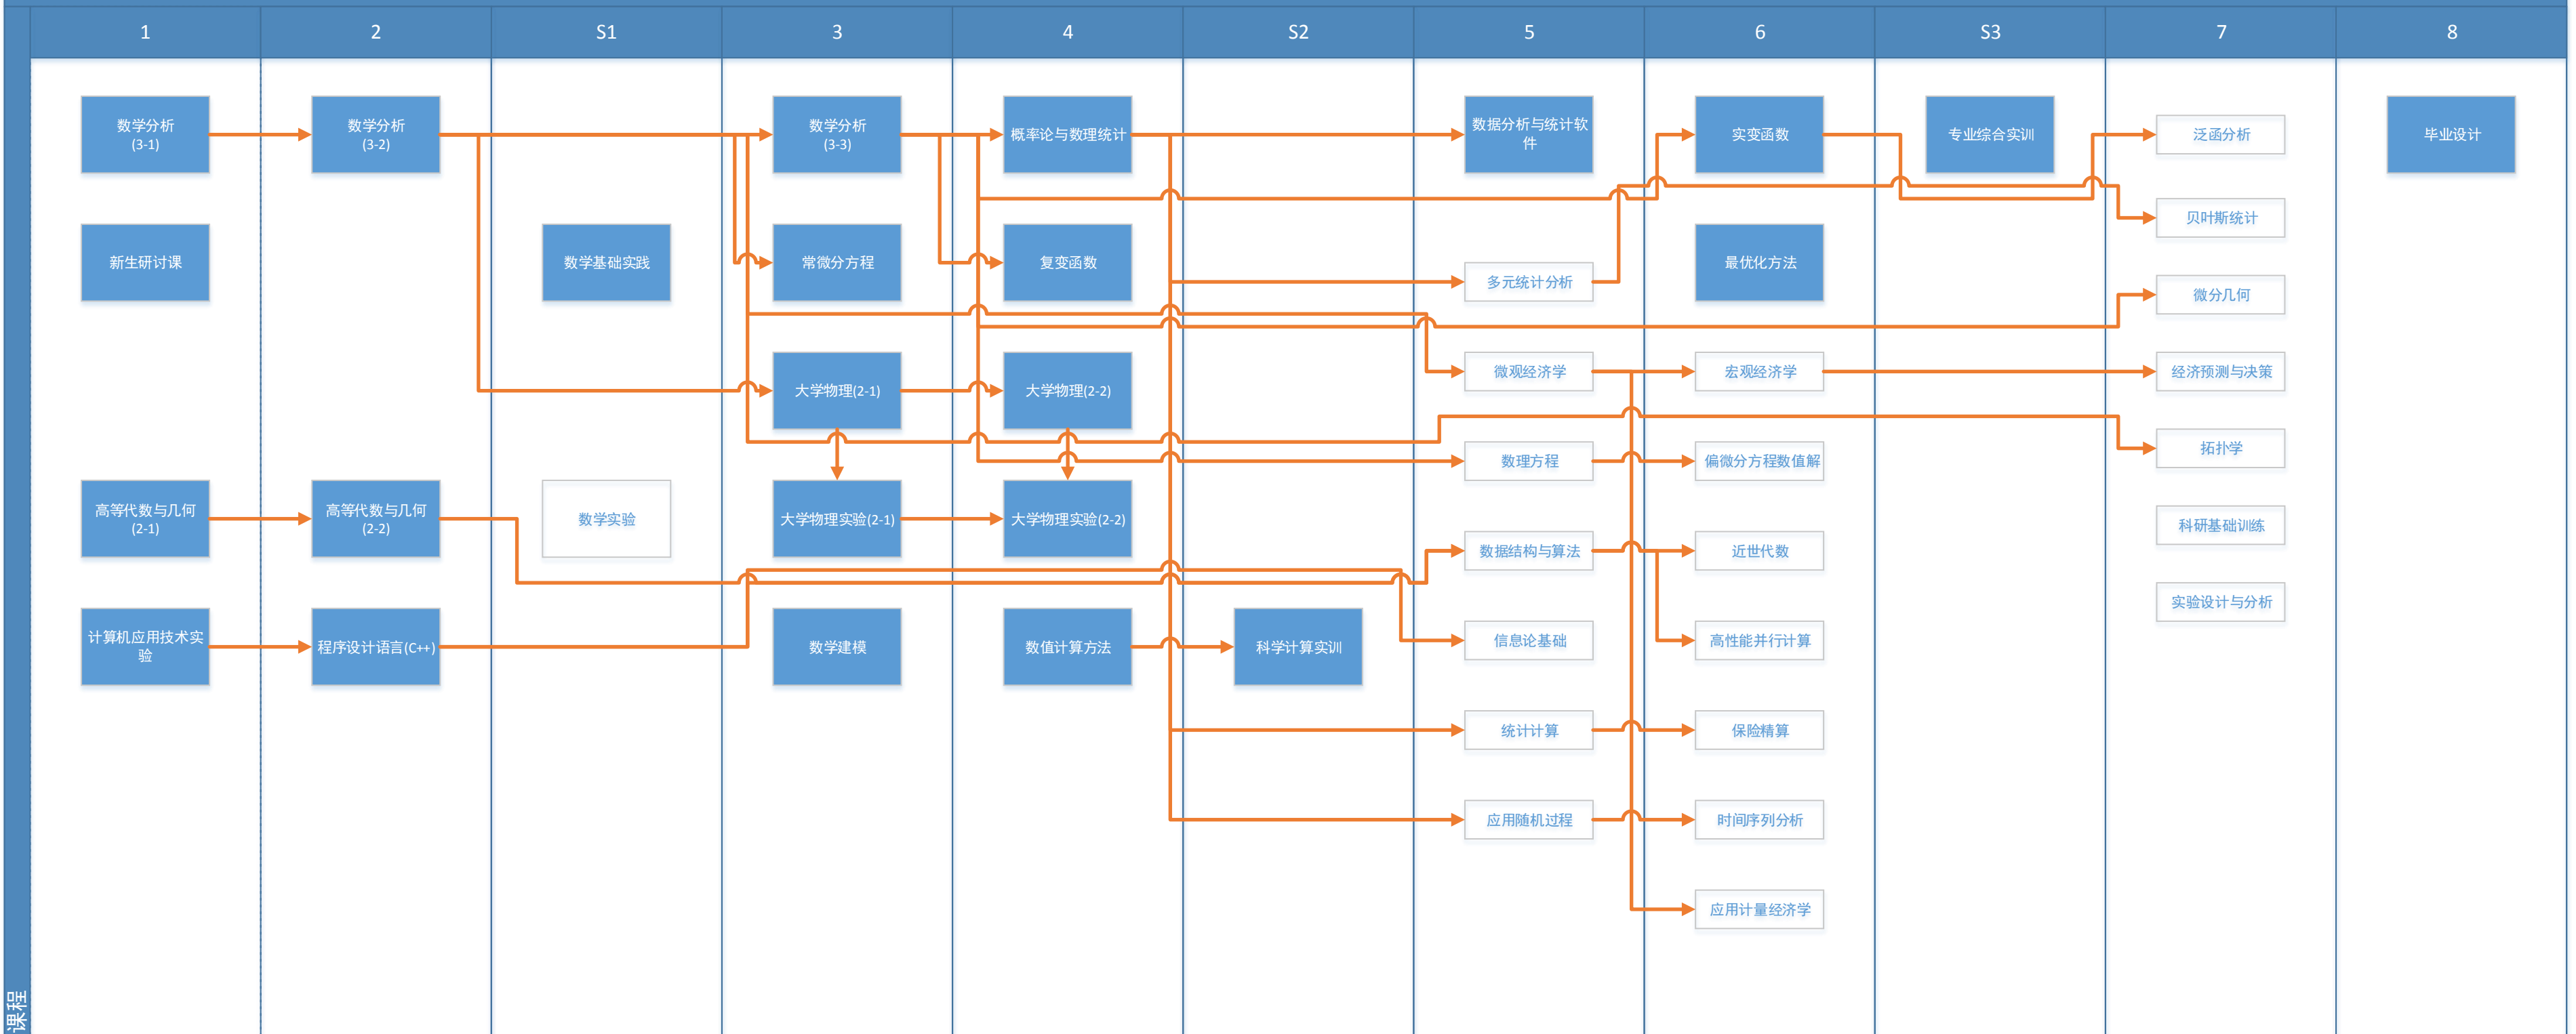 1
2
S1
3
4
S2
5
6
S3
7
8
数学分析
(3-1)
数学分析
(3-2)
数学分析
(3-3)
概率论与数理统计
数据分析与统计软
件
实变函数
专业综合实训
泛函分析
毕业设计
贝叶斯统计
新生研讨课
数学基础实践
常微分方程
复变函数
多元统计分析
最优化方法
微分几何
大学物理(2-1)
大学物理(2-2)
微观经济学
宏观经济学
经济预测与决策
数理方程
偏微分方程数值解
拓扑学
高等代数与几何
(2-1)
高等代数与几何
(2-2)
数学实验
大学物理实验(2-1)
大学物理实验(2-2)
数据结构与算法
近世代数
科研基础训练
实验设计与分析
计算机应用技术实
验
程序设计语言(C++)
数学建模
数值计算方法
科学计算实训
信息论基础
高性能并行计算
统计计算
保险精算
应用随机过程
时间序列分析
应用计量经济学
课程